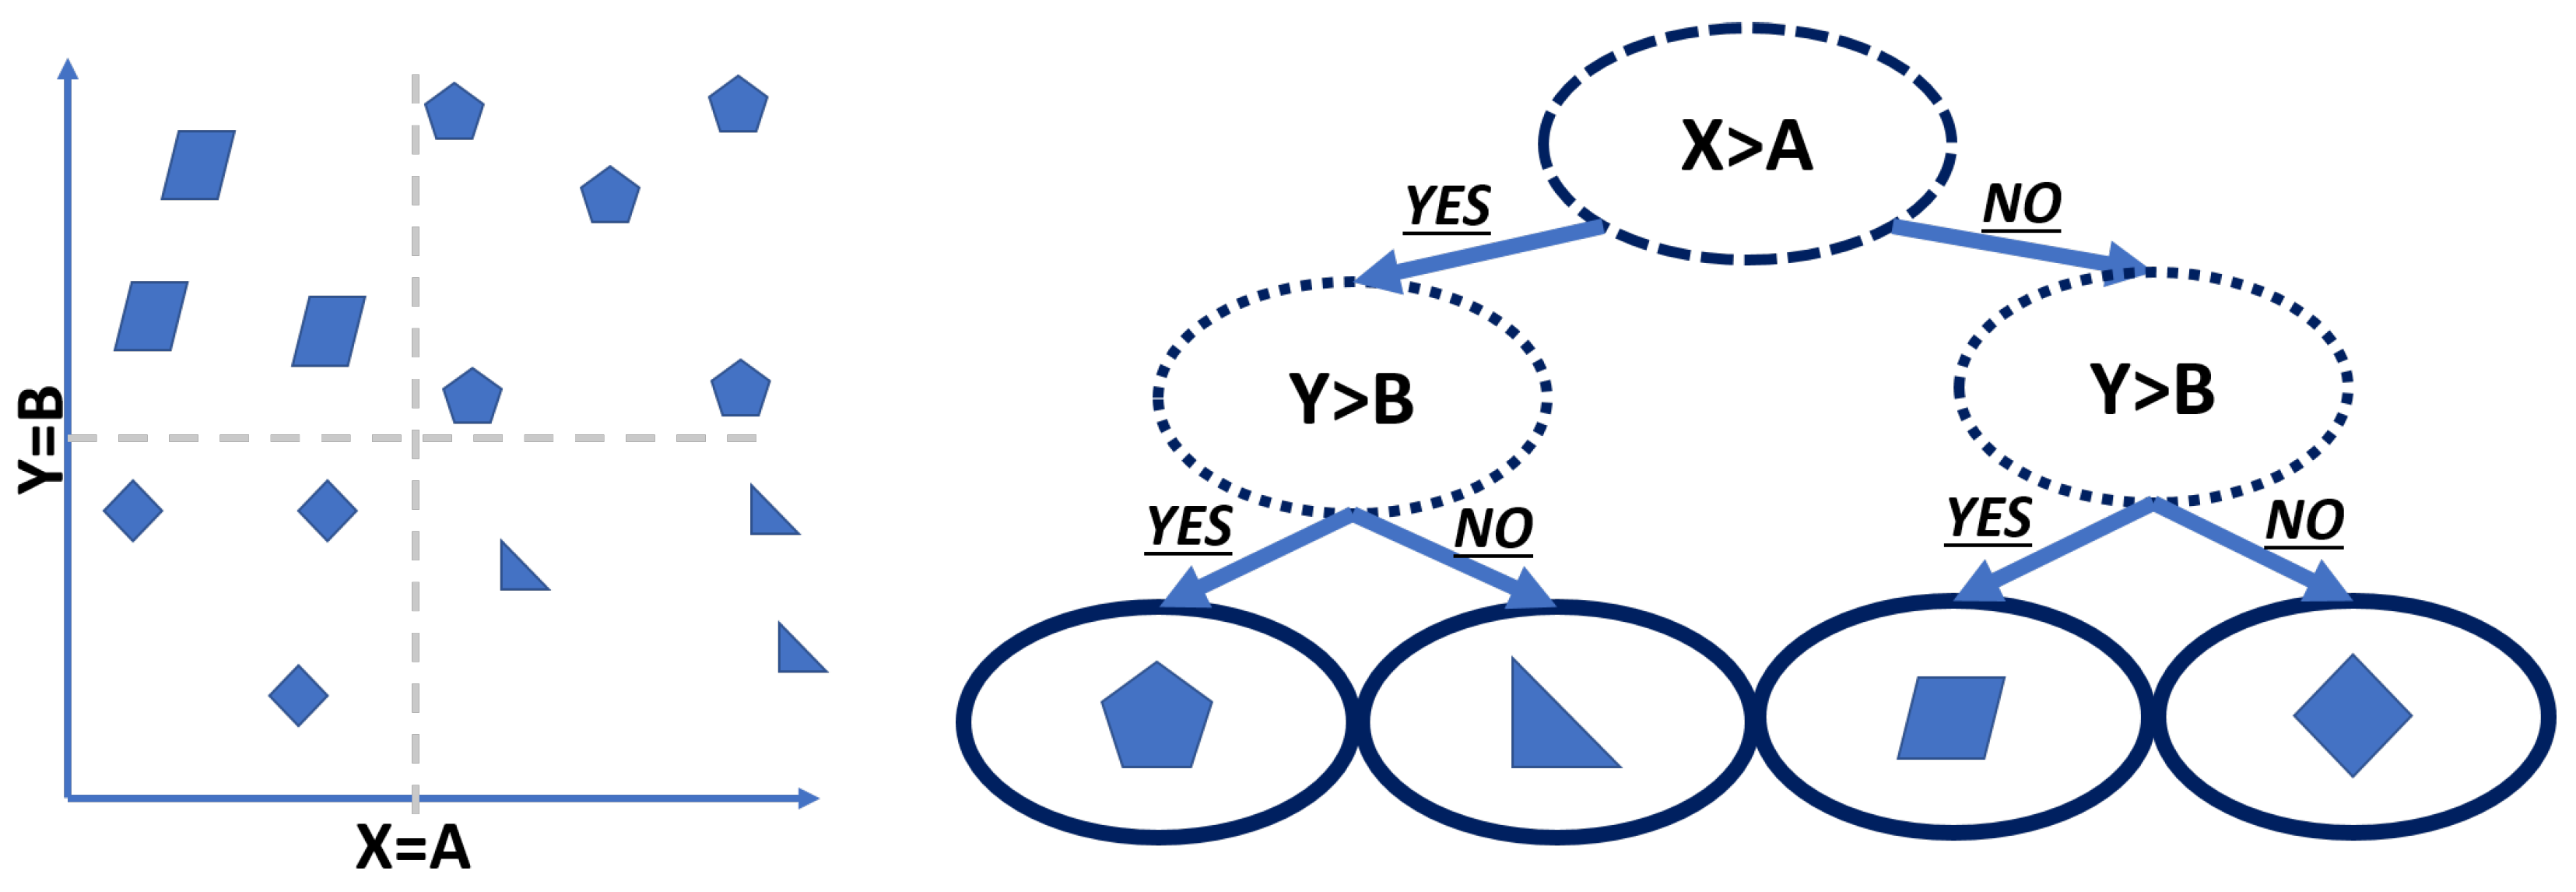 Y=B
X=A
X>A
YES
NO
Y>B
Y>B
YES
NO
YES
NO